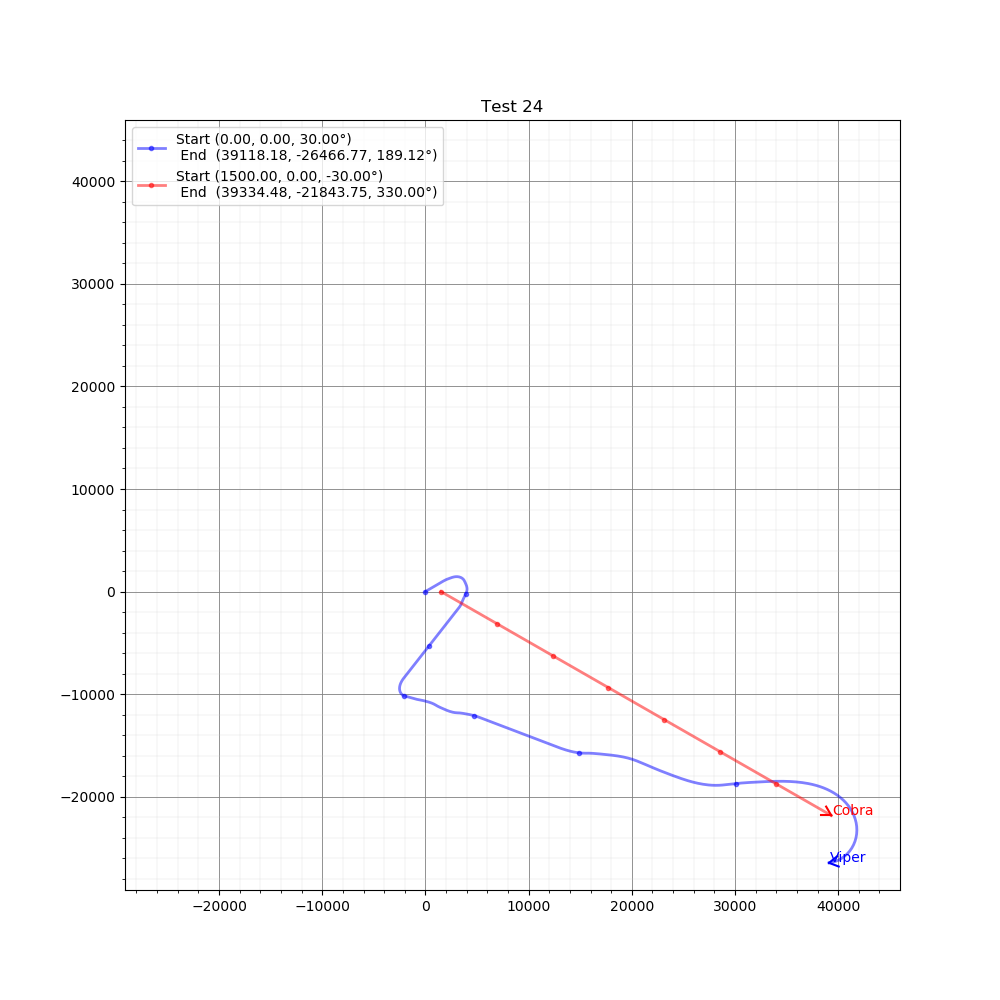 Test 24
Start (0.00, 0.00, 30.00°)
End (39118.18, -26466.77, 189.12°)
Start (1500.00, 0.00, -30.00°)
End (39334.48, -21843.75, 330.00°)
40000
30000
20000
10000
0
−10000
−20000
Cobra
Viper
−20000 −10000 0 10000 20000 30000 40000